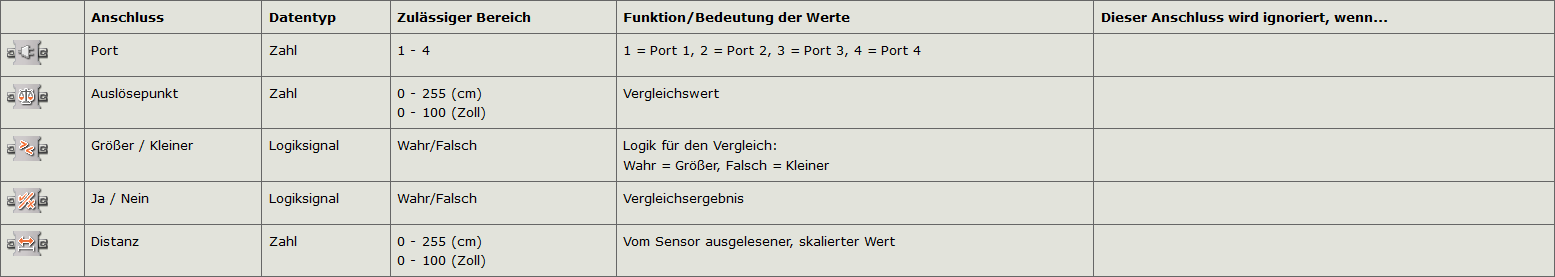 Anschluss Datentyp Zulässiger Bereich Funktion/Bedeutung der Werte Dieser Anschluss wird ignoriert, wenn...
Port Zahl 1 - 4 1 = Port 1, 2 = Port 2, 3 = Port 3, 4 = Port 4
Auslösepunkt Zahl 0 - 255 (cm) Vergleichswert
0 - 100 (Zoll)
Größer / Kleiner Logiksignal Wahr/Falsch Logik für den Vergleich:
Wahr = Größer, Falsch = Kleiner
Ja / Nein Logiksignal Wahr/Falsch Vergleichsergebnis
Distanz Zahl 0 - 255 (cm) Vom Sensor ausgelesener, skalierter Wert
0 - 100 (Zoll)